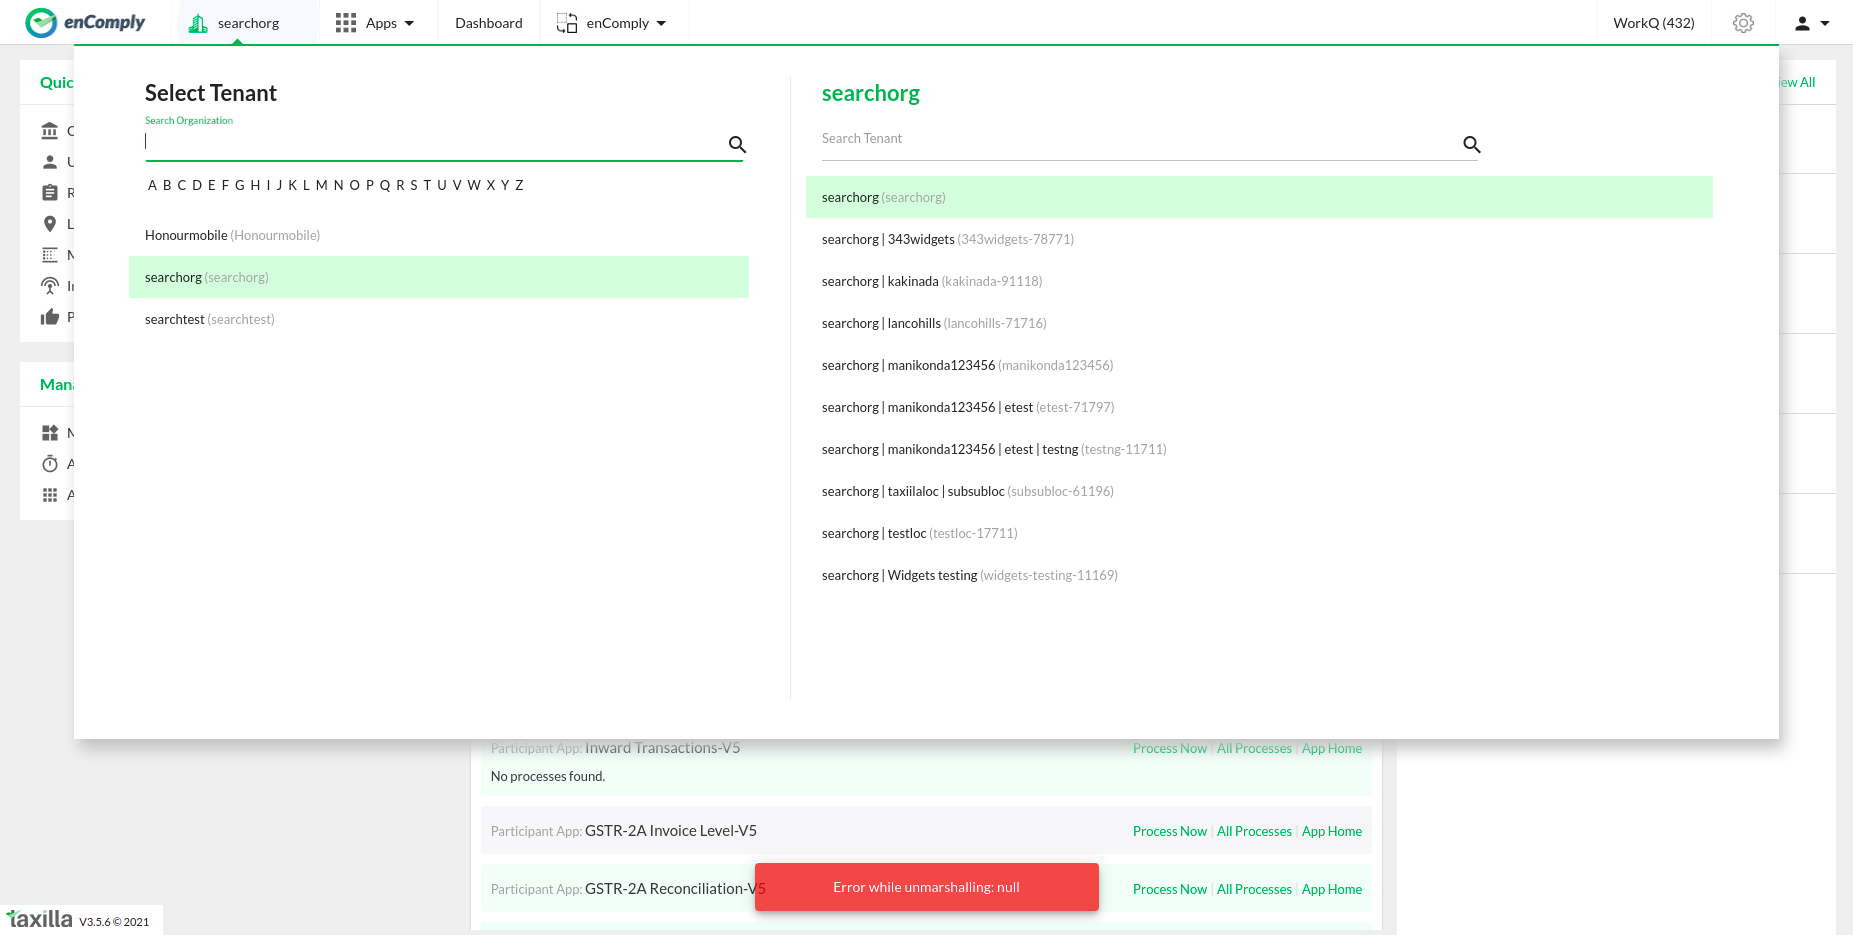 enComply
searchorg
Apps
Dashboard
enComply
WorkQ (432)
Quic
ew All
Select Tenant
Search Organization
A B C D E F G H I J K L M N O P Q R S T U V W X Y Z
Honourmobile (Honourmobile)
searchorg (searchorg)
searchtest (searchtest)
searchorg
Search Tenant
searchorg (searchorg)
searchorg | 343widgets (343widgets-78771)
searchorg | kakinada (kakinada-91118)
searchorg | lancohills (lancohills-71716)
searchorg | manikonda123456 (manikonda123456)
searchorg | manikonda123456 | etest (etest-71797)
searchorg | manikonda123456 | etest | testng (testng-11711)
searchorg | taxiilaloc | subsubloc (subsubloc-61196)
searchorg | testloc (testloc-17711)
searchorg | Widgets testing (widgets-testing-11169)
U
R
L
Mana
A
A
Participant App: Inward Transactions-V5
Process Now | All Processes | App Home
No processes found.
Participant App: GSTR-2A Invoice Level-V5
Process Now | All Processes | App Home
Participant App: GSTR-2A Reconciliation-V5
Process Now | All Processes | App Home
Error while unmarshalling: null
taxilla V3.5.6 © 2021